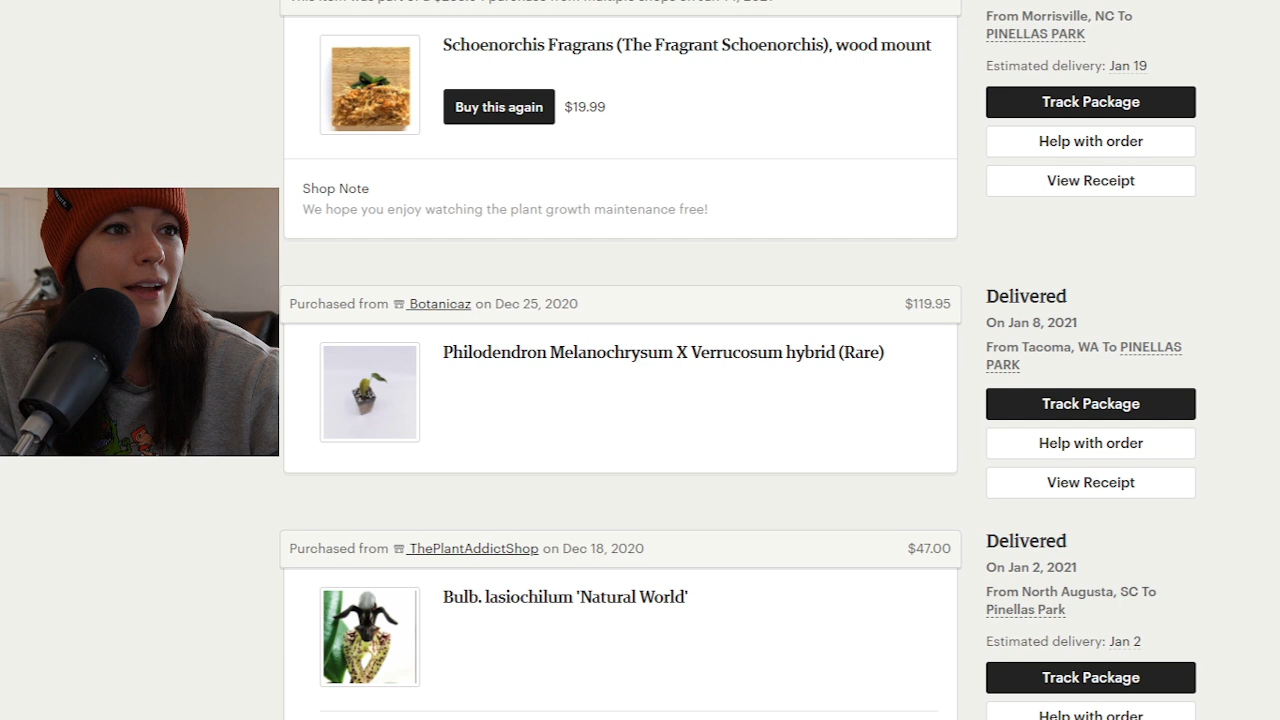 From Morrisville, NC To
PINELLAS PARK
Estimated delivery: Jan 19
Track Package
Help with order
View Receipt
Schoenorchis Fragrans (The Fragrant Schoenorchis), wood mount
Buy this again $19.99
Shop Note
We hope you enjoy watching the plant growth maintenance free!
Purchased from Botanicaz on Dec 25, 2020 $119.95
Philodendron Melanochrysum X Verrucosum hybrid (Rare)
Delivered
On Jan 8, 2021
From Tacoma, WA To PINELLAS
PARK
Track Package
Help with order
View Receipt
Purchased from ThePlantAddictShop on Dec 18, 2020 $47.00
Bulb. lasiochilum 'Natural World'
Delivered
On Jan 2, 2021
From North Augusta, SC To
Pinellas Park
Estimated delivery: Jan 2
Track Package
Help with order